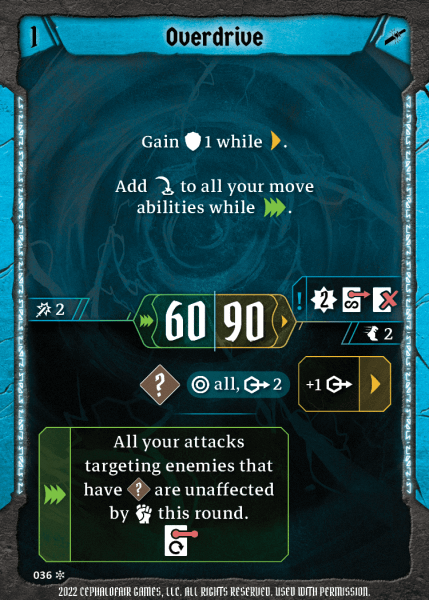 1
Overdrive
Gain 1 while .
Add to all your move
abilities while .
2
60 90
! 2
2
? all, 2
+1
All your attacks
targeting enemies that
have ? are unaffected
by this round.
036
2022 CEPHALOFAIR GAMES, LLC. ALL RIGHTS RESERVED. USED WITH PERMISSION.